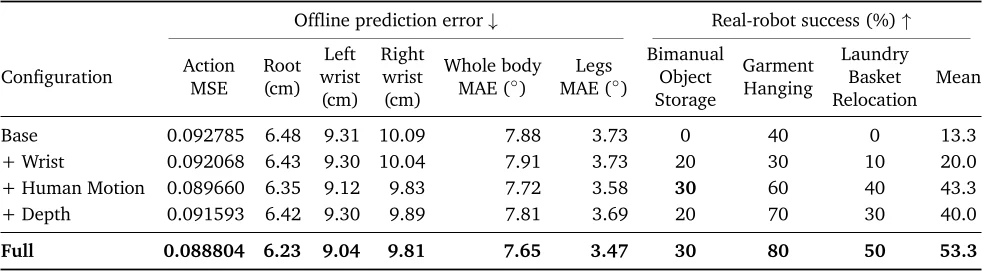 Offline prediction error ↓ Real-robot success (%) ↑
Configuration Action MSE Root (cm) Left wrist (cm) Right wrist (cm) Whole body MAE (°) Legs MAE (°) Bimanual Object Storage Garment Hanging Laundry Basket Relocation Mean
Base 0.092785 6.48 9.31 10.09 7.88 3.73 0 40 0 13.3
+ Wrist 0.092068 6.43 9.30 10.04 7.91 3.73 20 30 10 20.0
+ Human Motion 0.089660 6.35 9.12 9.83 7.72 3.58 30 60 40 43.3
+ Depth 0.091593 6.42 9.30 9.89 7.81 3.69 20 70 30 40.0
Full 0.088804 6.23 9.04 9.81 7.65 3.47 30 80 50 53.3